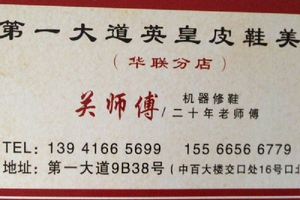 第一大道英皇皮鞋美
（华联分店）
关师傅/机器修鞋
二十年老师傅
TEL: 139 4166 5699 155 6656 6779
地址: 第一大道9B38号（中百大楼交口处16号口北